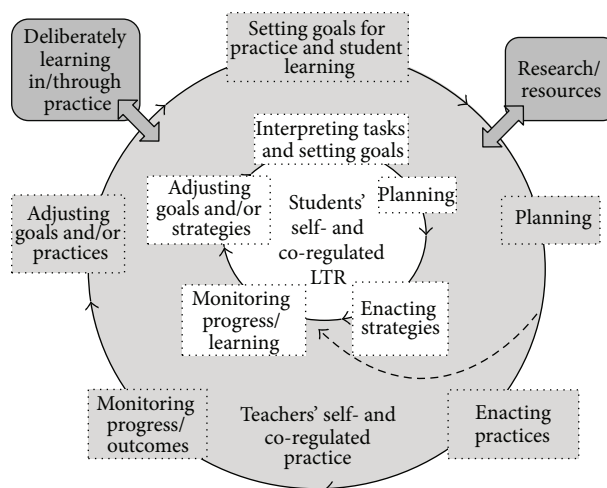 Deliberately
learning
in/through
practice
Setting goals for
practice and student
learning
Research/
resources
Interpreting tasks
and setting goals
Adjusting
goals and/or
strategies
Planning
Students'
self- and
co-regulated
LTR
Adjusting
goals and/or
practices
Planning
Monitoring
progress/
learning
Enacting
strategies
Monitoring
progress/
outcomes
Teachers' self- and
co-regulated
practice
Enacting
practices